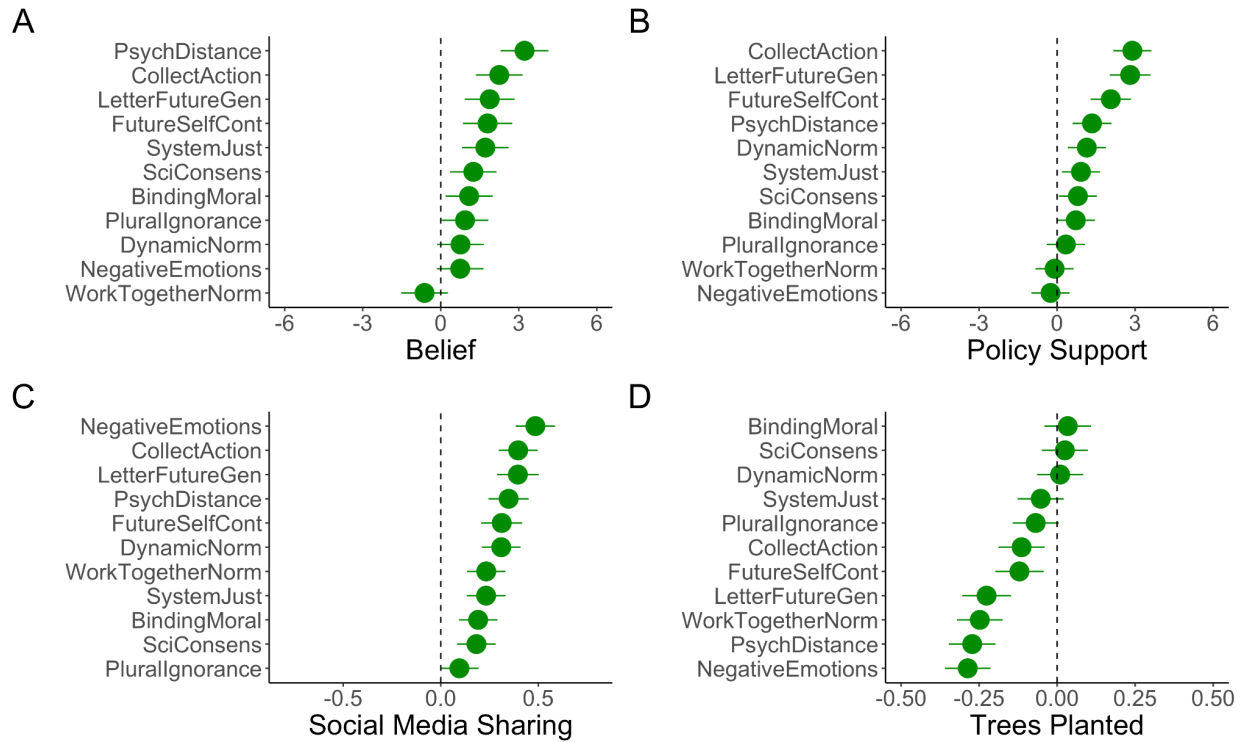 A
PsychDistance
CollectAction
LetterFutureGen
FutureSelfCont
SystemJust
SciConsens
BindingMoral
PluralIgnorance
DynamicNorm
NegativeEmotions
WorkTogetherNorm
-6 -3 0 3 6
Belief
B
CollectAction
LetterFutureGen
FutureSelfCont
PsychDistance
DynamicNorm
SystemJust
SciConsens
BindingMoral
PluralIgnorance
WorkTogetherNorm
NegativeEmotions
-6 -3 0 3 6
Policy Support
C
NegativeEmotions
CollectAction
LetterFutureGen
PsychDistance
FutureSelfCont
DynamicNorm
WorkTogetherNorm
SystemJust
BindingMoral
SciConsens
PluralIgnorance
-0.5 0.0 0.5
Social Media Sharing
D
BindingMoral
SciConsens
DynamicNorm
SystemJust
PluralIgnorance
CollectAction
FutureSelfCont
LetterFutureGen
WorkTogetherNorm
PsychDistance
NegativeEmotions
-0.50 -0.25 0.00 0.25 0.50
Trees Planted